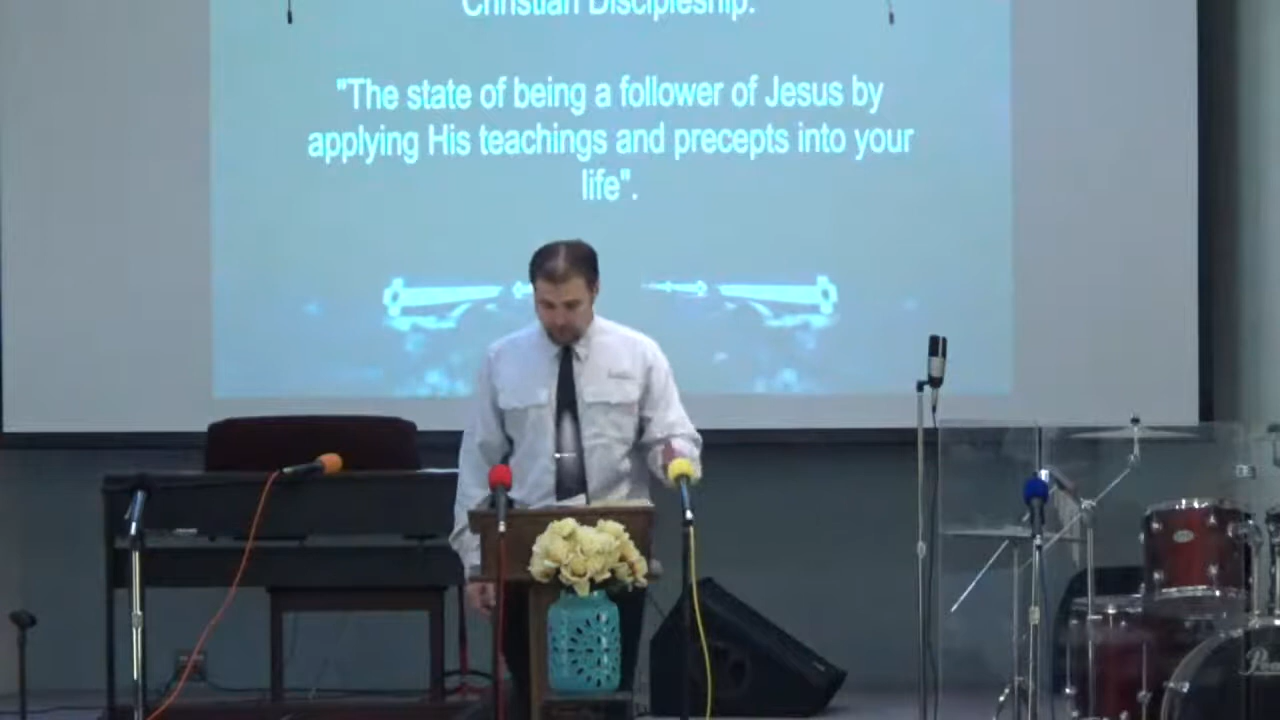 Christian Discipleship.
"The state of being a follower of Jesus by
applying His teachings and precepts into your
life".